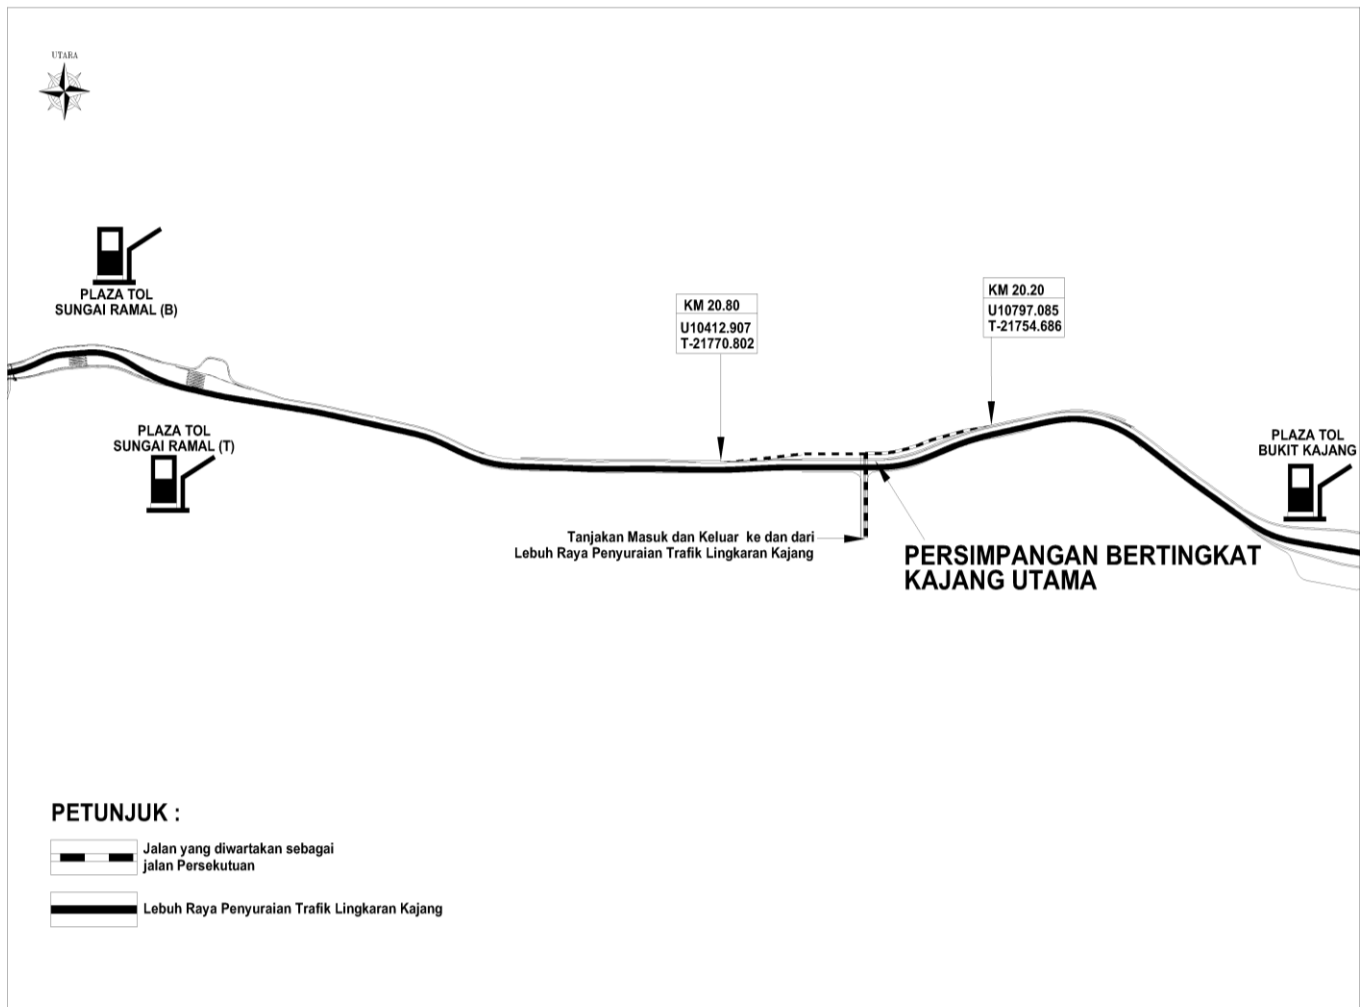 UTARA
PLAZA TOL
SUNGAI RAMAL (B)
KM 20.80
U10412.907
T-21770.802
KM 20.20
U10797.085
T-21754.686
PLAZA TOL
SUNGAI RAMAL (T)
PLAZA TOL
BUKIT KAJANG
Tanjakan Masuk dan Keluar ke dan dari
Lebuh Raya Penyuraian Trafik Lingkaran Kajang
PERSIMPANGAN BERTINGKAT
KAJANG UTAMA
PETUNJUK :
Jalan yang diwartakan sebagai
jalan Persekutuan
Lebuh Raya Penyuraian Trafik Lingkaran Kajang